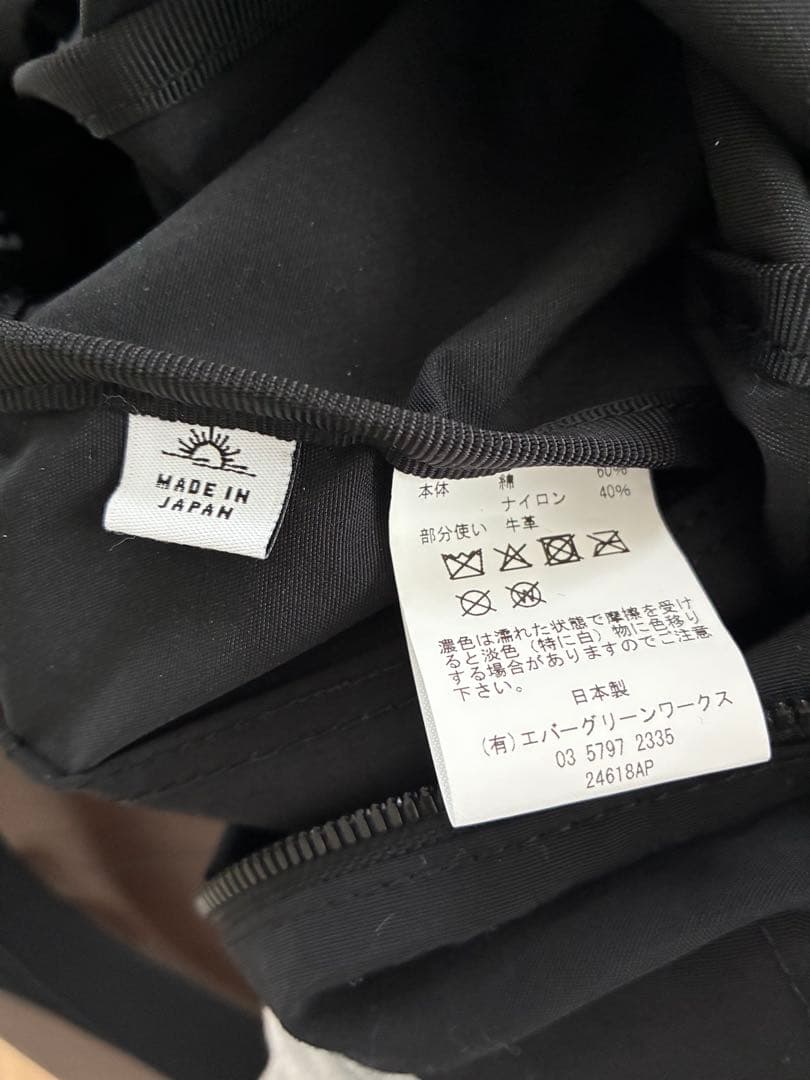 MADE IN
JAPAN
本体 綿 60%
ナイロン 40%
部分使い 牛革
濃色は濡れた状態で摩擦を受け
ると淡色(特に白)物に色移り
する場合がありますのでご注意
下さい。
日本製
(有)エバーグリーンワークス
03 5797 2335
24618AP